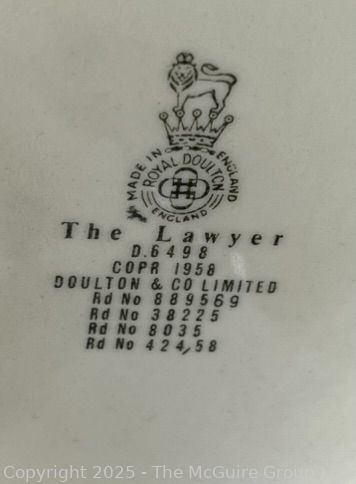 MADE IN ENGLAND
ROYAL DOULTON
ENGLAND
The Lawyer
D.6498
COPR 1958
DOULTON & CO LIMITED
Rd No 889569
Rd No 38225
Rd No 8035
Rd No 424/58
Copyright 2025 - The McGuire Group